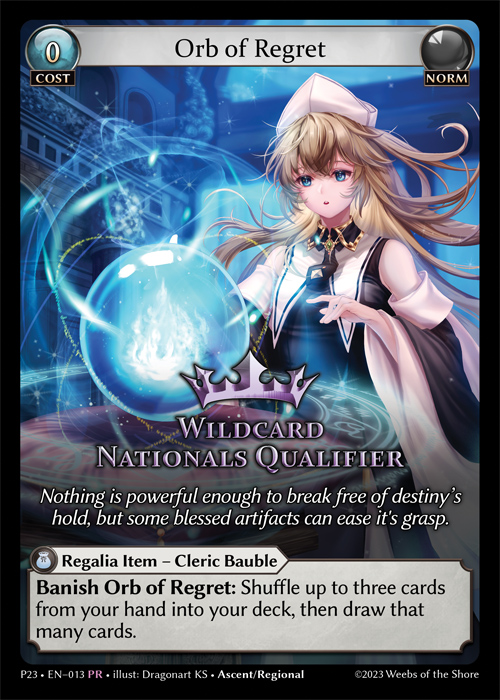 0
COST
Orb of Regret
NORM
WILDCARD
NATIONALS QUALIFIER
Nothing is powerful enough to break free of destiny's
hold, but some blessed artifacts can ease it's grasp.
Regalia Item – Cleric Bauble
Banish Orb of Regret: Shuffle up to three cards
from your hand into your deck, then draw that
many cards.
P23 • EN–013 PR • illust: Dragonart KS • Ascent/Regional
©2023 Weebs of the Shore